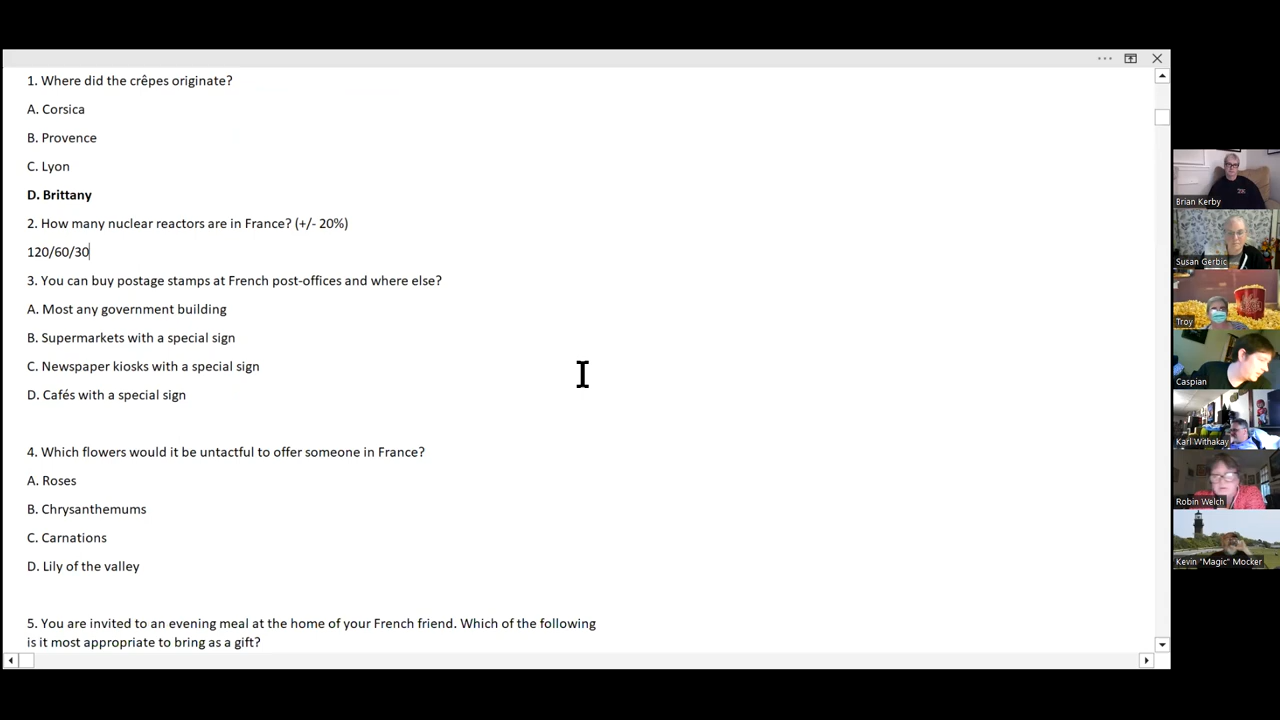 1. Where did the crêpes originate?
A. Corsica
B. Provence
C. Lyon
D. Brittany
2. How many nuclear reactors are in France? (+/- 20%)
120/60/30
3. You can buy postage stamps at French post-offices and where else?
A. Most any government building
B. Supermarkets with a special sign
C. Newspaper kiosks with a special sign
D. Cafés with a special sign
4. Which flowers would it be untactful to offer someone in France?
A. Roses
B. Chrysanthemums
C. Carnations
D. Lily of the valley
5. You are invited to an evening meal at the home of your French friend. Which of the following
is it most appropriate to bring as a gift?
Brian Kerby
Susan Gerbic
Troy
Caspian
Karl Withakay
Robin Welch
Kevin "Magic" Mocker